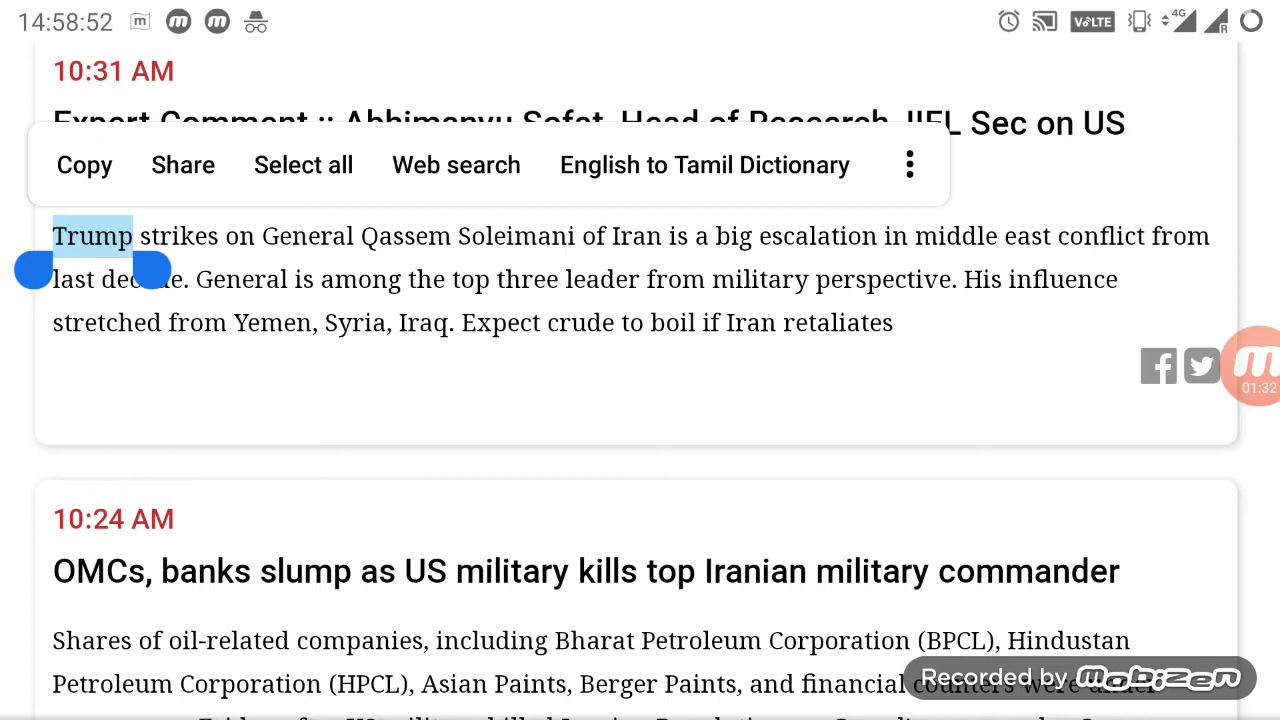 14:58:52 m m m VoLTE 4G R
10:31 AM
Expert Comment :: Abhimanyu Sofat, Head of Research, IIFL Sec on US
Copy Share Select all Web search English to Tamil Dictionary
Trump strikes on General Qassem Soleimani of Iran is a big escalation in middle east conflict from
last decade. General is among the top three leader from military perspective. His influence
stretched from Yemen, Syria, Iraq. Expect crude to boil if Iran retaliates
01:32
10:24 AM
OMCs, banks slump as US military kills top Iranian military commander
Shares of oil-related companies, including Bharat Petroleum Corporation (BPCL), Hindustan
Petroleum Corporation (HPCL), Asian Paints, Berger Paints, and financial counters were under
Recorded by mobizen